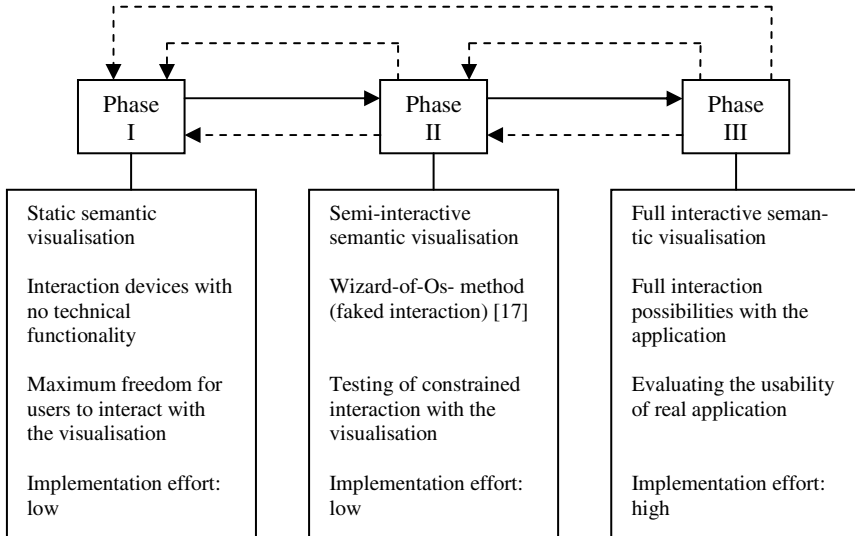 Phase
I
Phase
II
Phase
III
Static semantic
visualisation
Interaction devices with
no technical
functionality
Maximum freedom for
users to interact with
the visualisation
Implementation effort:
low
Semi-interactive
semantic visualisation
Wizard-of-Os- method
(faked interaction) [17]
Testing of constrained
interaction with the
visualisation
Implementation effort:
low
Full interactive seman-
tic visualisation
Full interaction
possibilities with the
application
Evaluating the usability
of real application
Implementation effort:
high